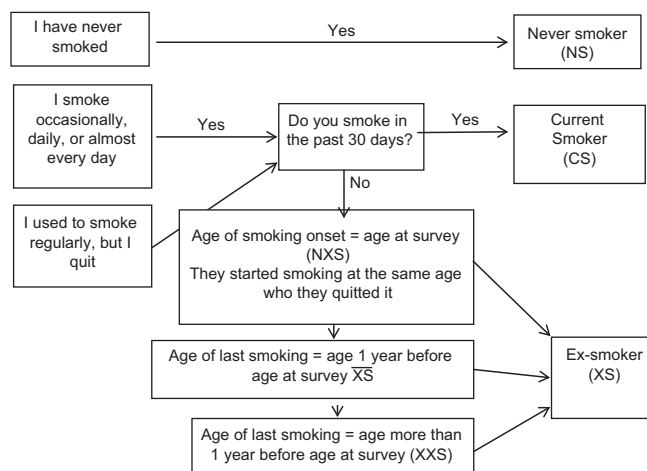 I have never
smoked
Yes
Never smoker
(NS)
I smoke
occasionally,
daily, or almost
every day
Yes
Do you smoke in
the past 30 days?
Yes
Current
Smoker
(CS)
No
I used to smoke
regularly, but I
quit
Age of smoking onset = age at survey
(NXS)
They started smoking at the same age
who they quitted it
Age of last smoking = age 1 year before
age at survey X̅S̅
Ex-smoker
(XS)
Age of last smoking = age more than
1 year before age at survey (XXS)